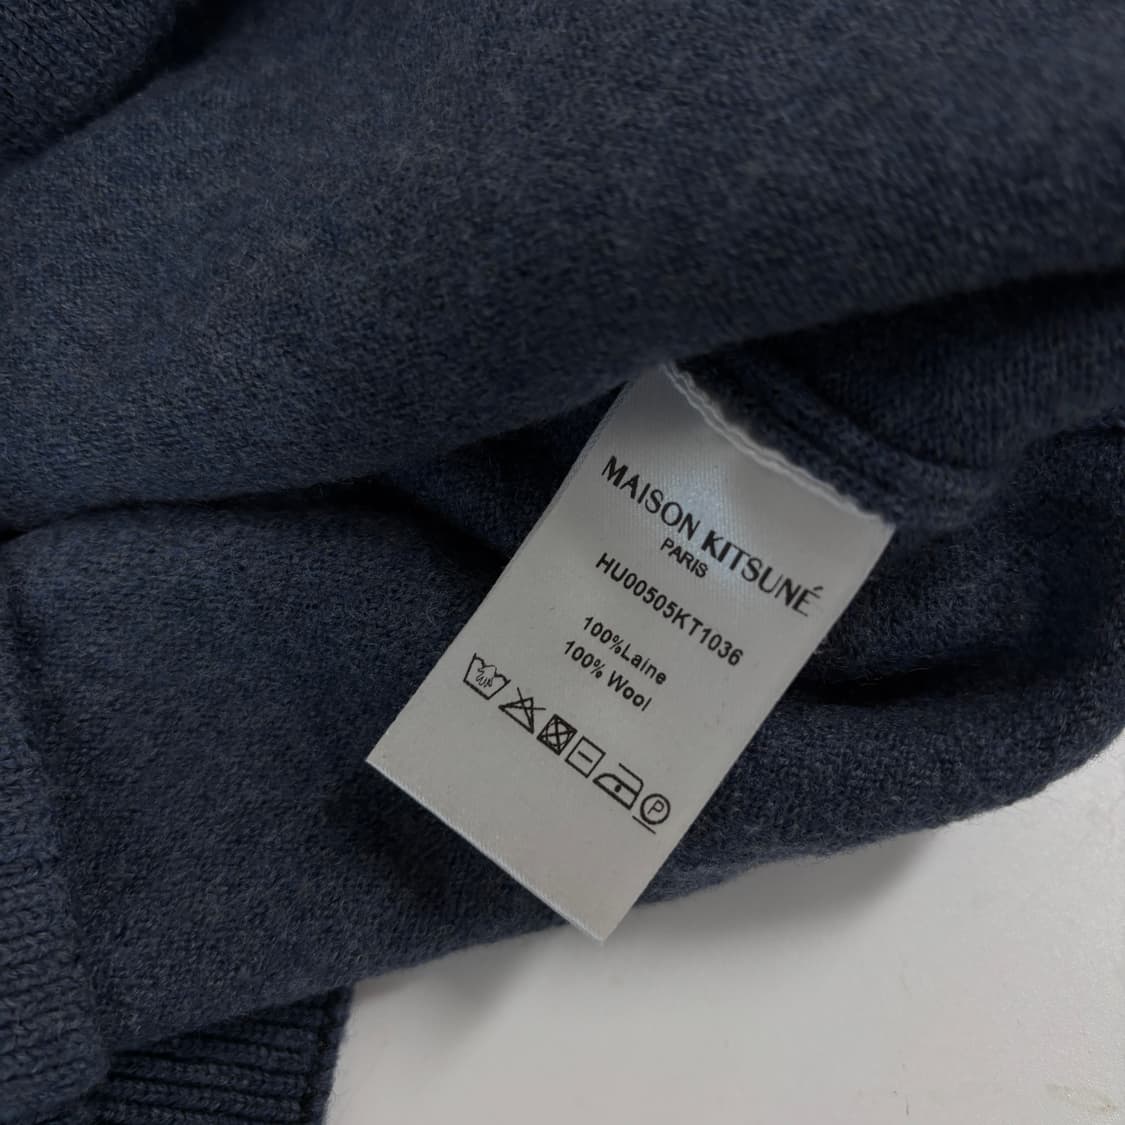 MAISON KITSUNÉ
PARIS
HU00505KT1036
100%Laine
100% Wool
P